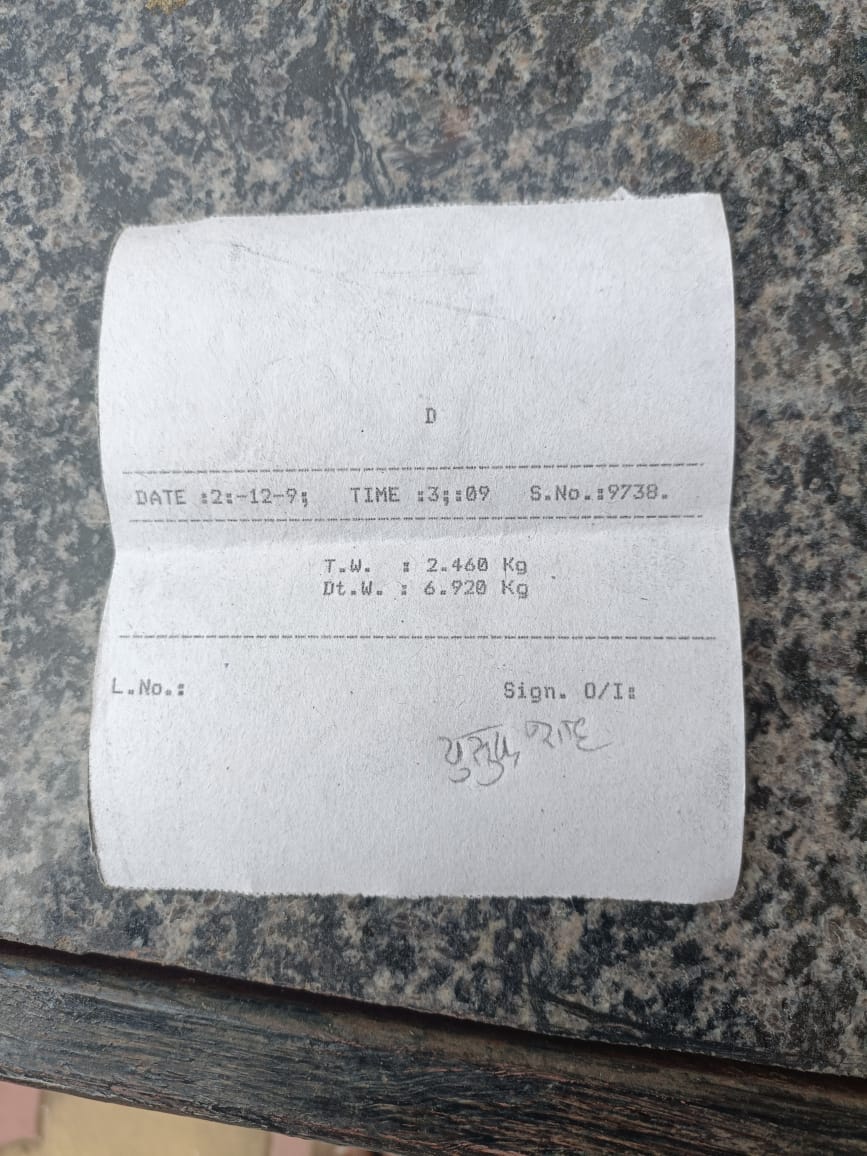 D
DATE :2:-12-9; TIME :3;:09 S.No.:9738.
T.W. : 2.460 Kg
Dt.W. : 6.920 Kg
L.No.: Sign. O/I: